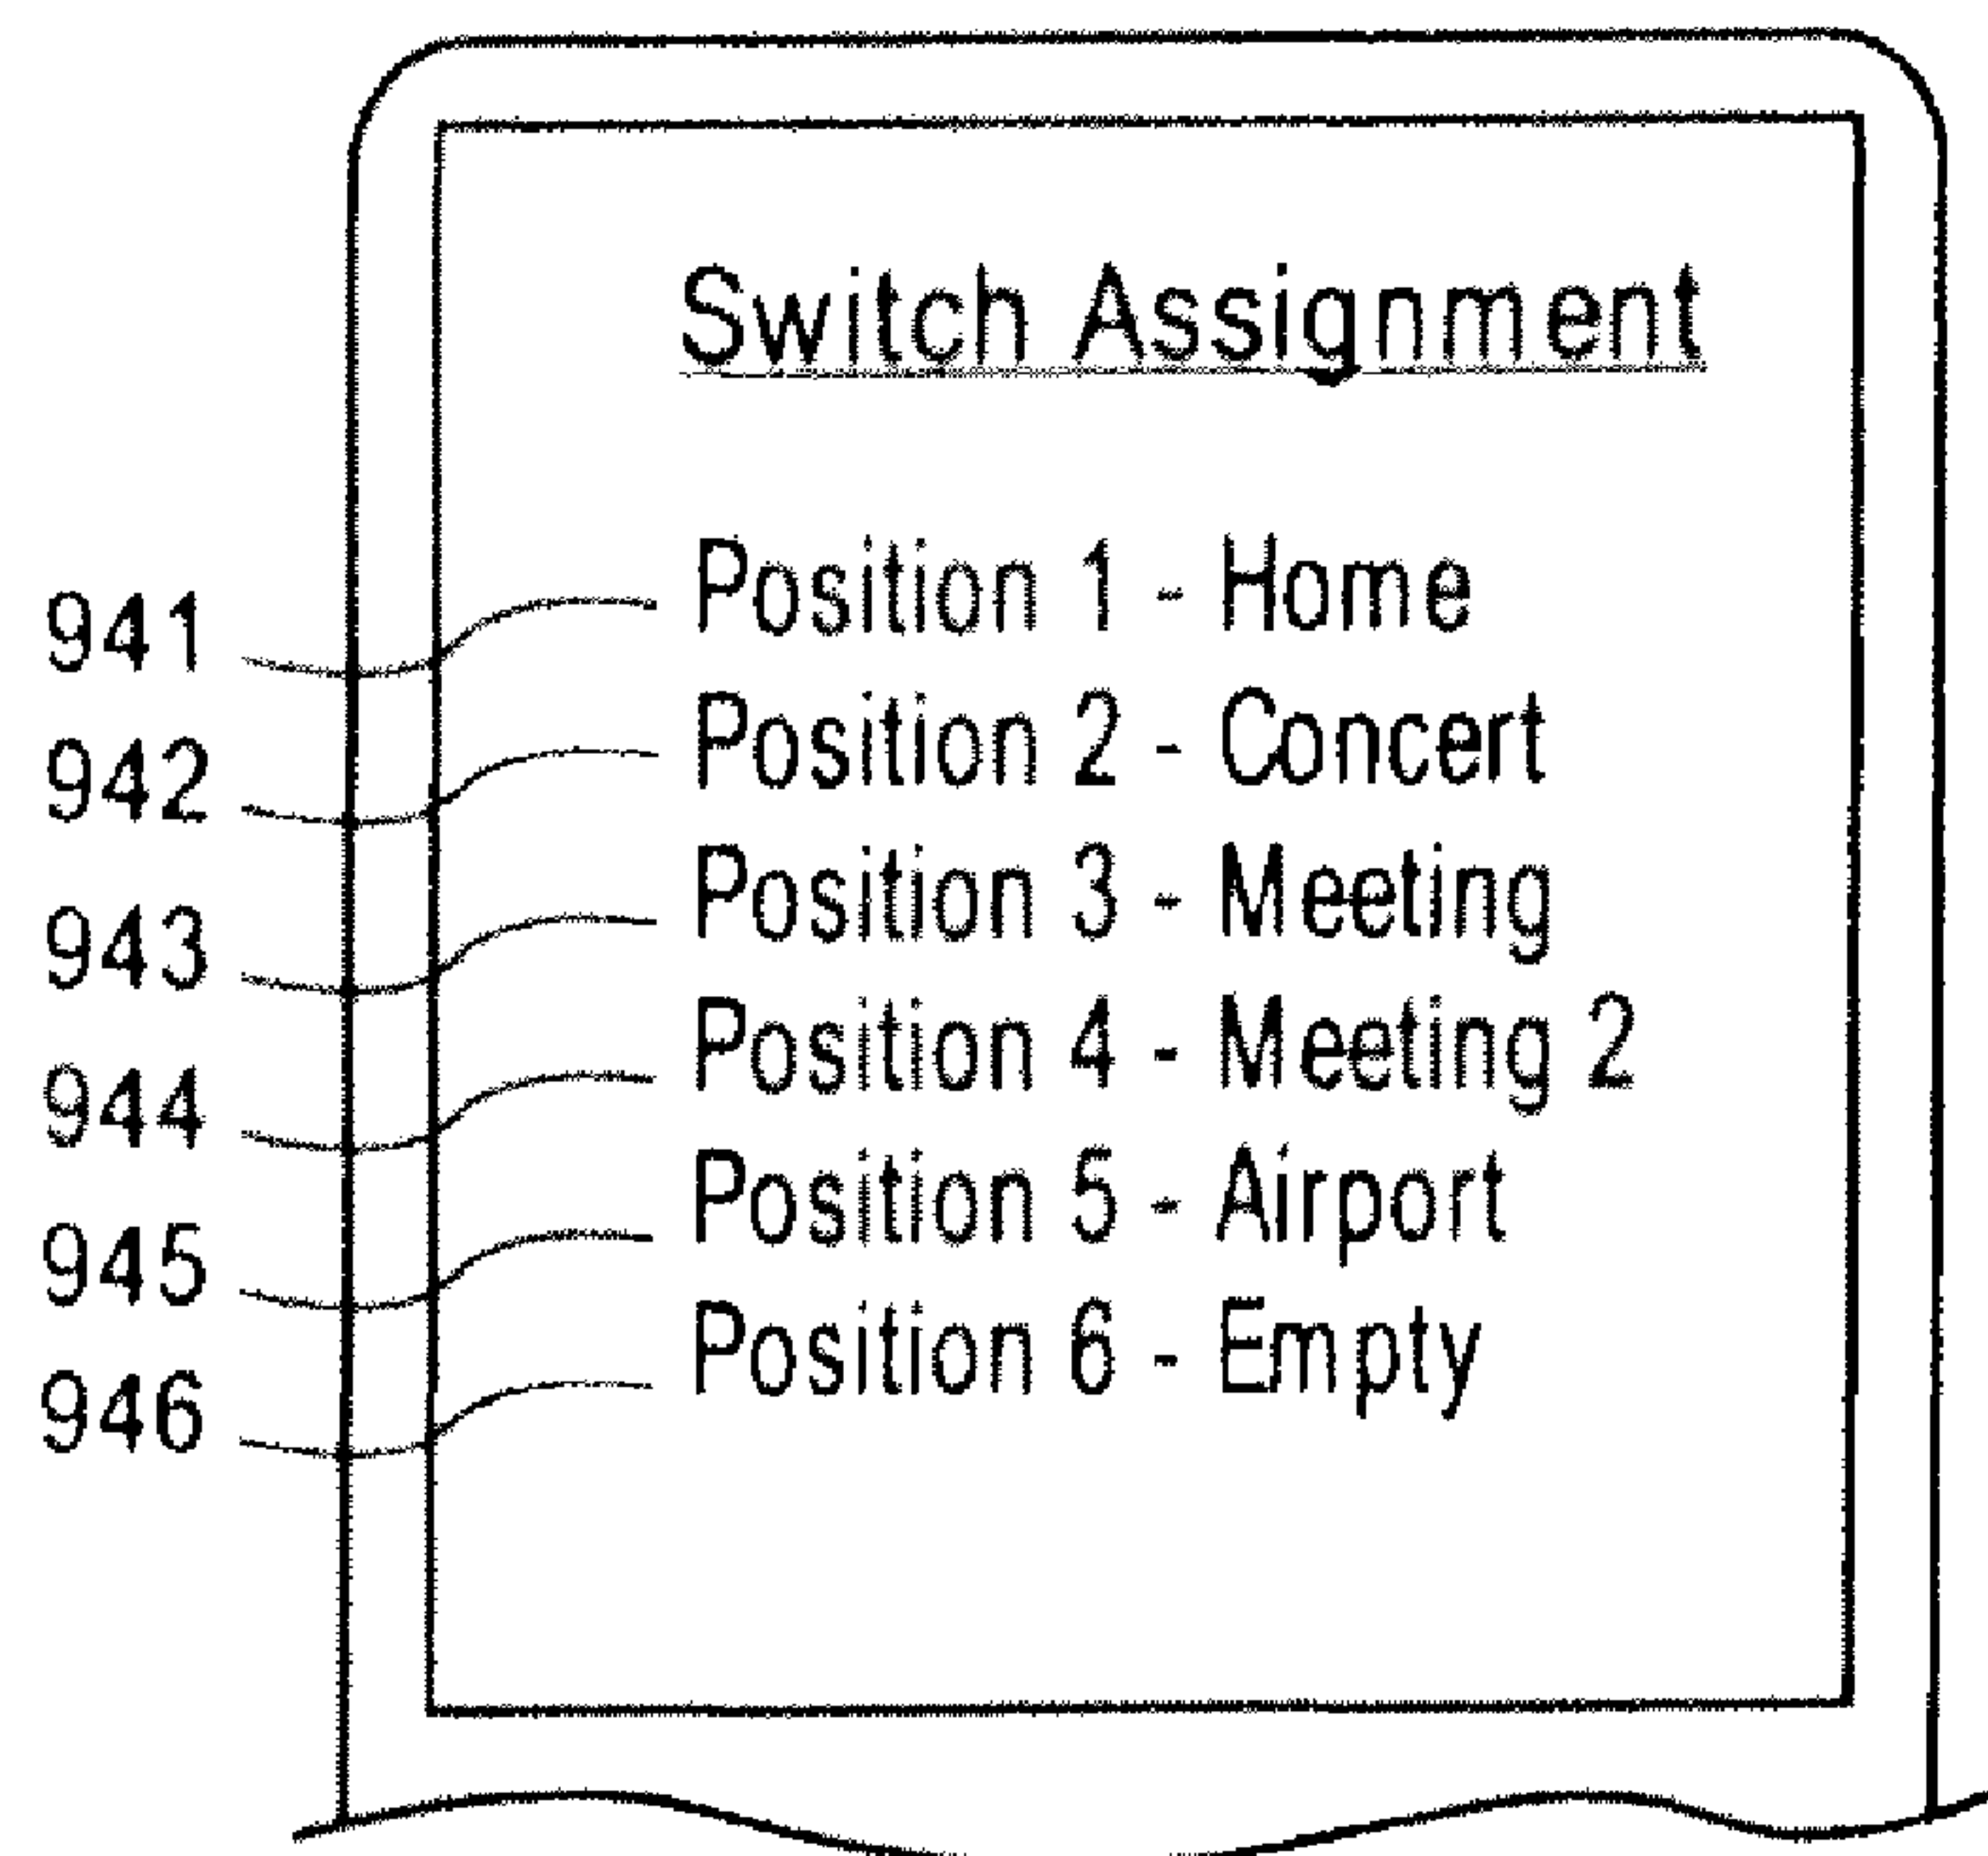 Switch Assignment
941 Position 1 - Home
942 Position 2 - Concert
943 Position 3 - Meeting
944 Position 4 - Meeting 2
945 Position 5 - Airport
946 Position 6 - Empty